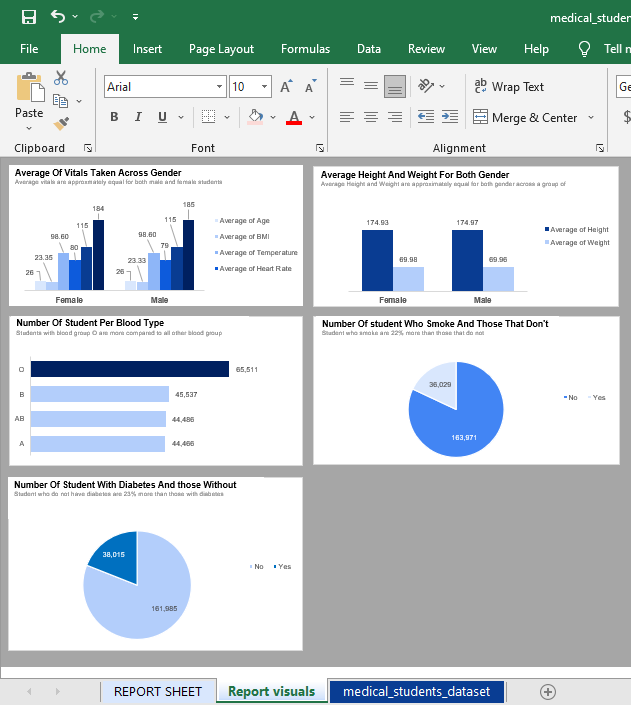 medical_studen
File Home Insert Page Layout Formulas Data Review View Help Tell m
Paste
Arial 10 A A Wrap Text Ge
B I U A Merge & Center $
Clipboard Font Alignment
Average Of Vitals Taken Across Gender
Average vitals are approximately equal for both male and female students
184
115
98.60
80
23.35
26
185
115
98.60
79
23.33
26
Female Male
Average of Age
Average of BMI
Average of Temperature
Average of Heart Rate
Average Height And Weight For Both Gender
Average Height and Weight are approximately equal for both gender across a group of
174.93 174.97
69.98 69.96
Female Male
Average of Height
Average of Weight
Number Of Student Per Blood Type
Students with blood group O are more compared to all other blood group
O 65,511
B 45,537
AB 44,486
A 44,466
Number Of student Who Smoke And Those That Don't
Student who smoke are 22% more than those that do not
36,029
163,971
No Yes
Number Of Student With Diabetes And those Without
Student who do not have diabetes are 23% more than those with diabetes
38,015
161,985
No Yes
REPORT SHEET Report visuals medical_students_dataset